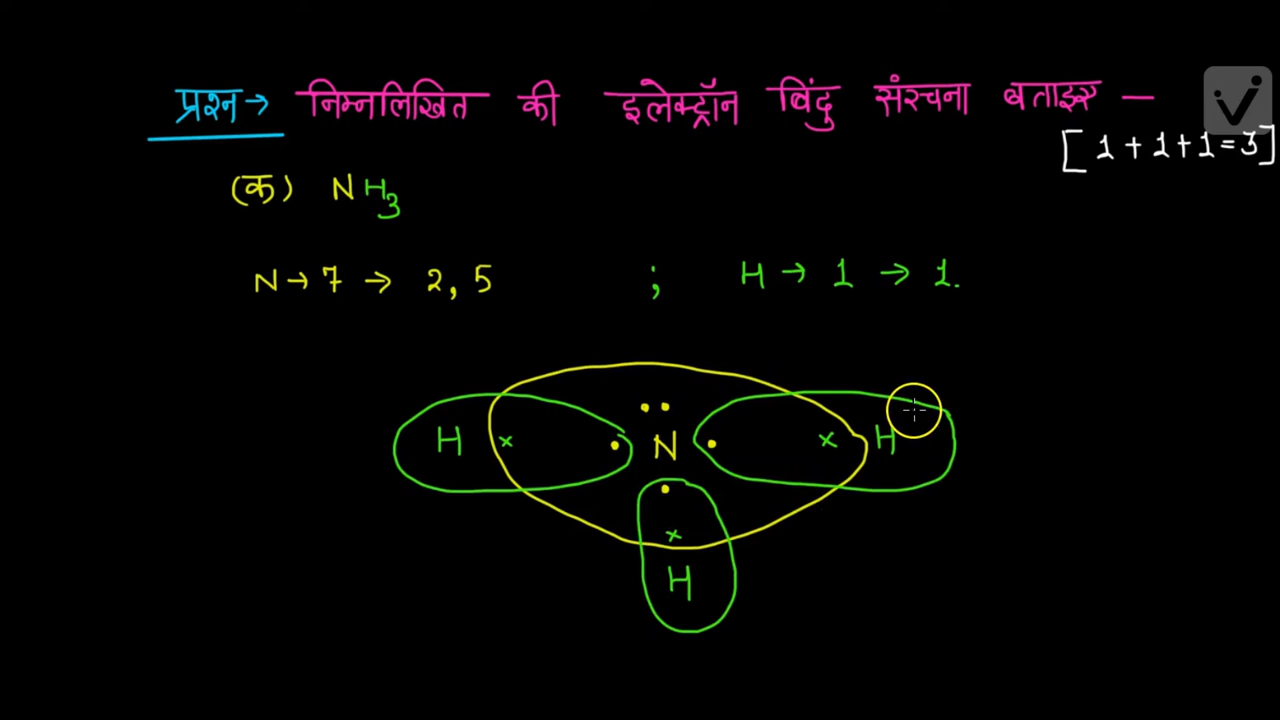 प्रश्न → निम्नलिखित की इलेक्ट्रॉन बिंदु संरचना बताइए —
[1 + 1 + 1 = 3]
(क) NH₃
N → 7 → 2, 5 ; H → 1 → 1.
H × · N · × H
×
H